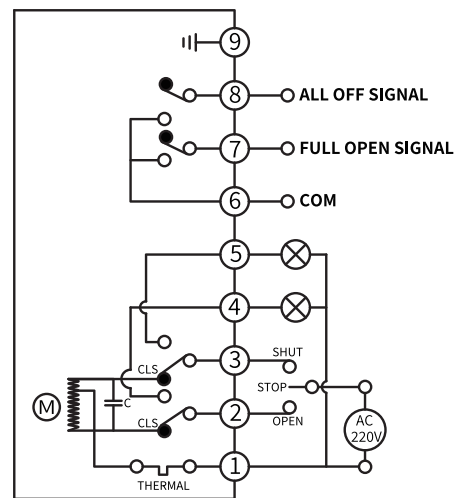 9
8 ALL OFF SIGNAL
7 FULL OPEN SIGNAL
6 COM
5
4
CLS 3 SHUT
STOP
M C
CLS 2 OPEN
AC
220V
1
THERMAL